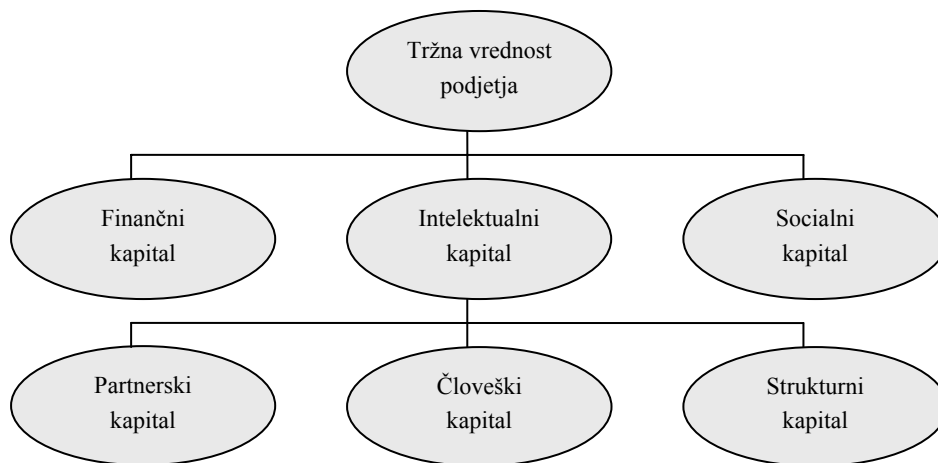 Tržna vrednost
podjetja
Finančni
kapital
Intelektualni
kapital
Socialni
kapital
Partnerski
kapital
Človeški
kapital
Strukturni
kapital